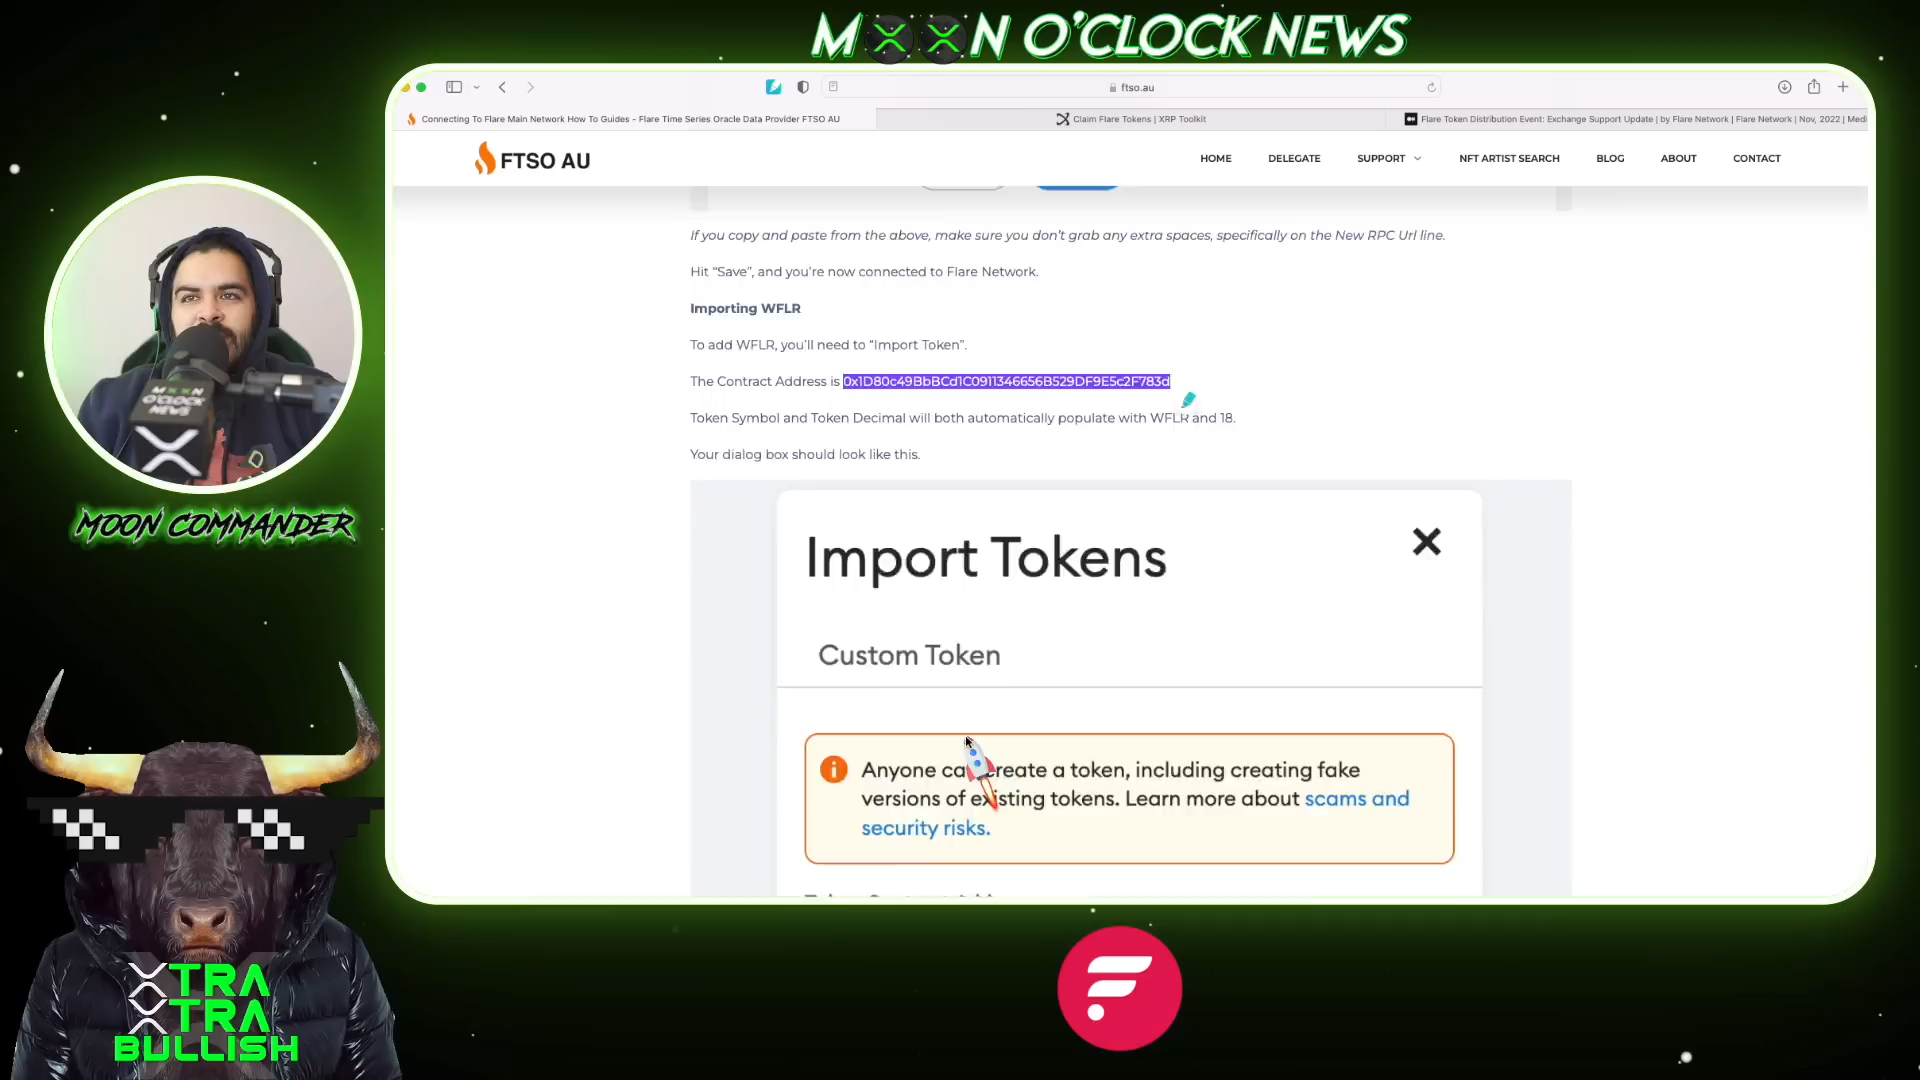 MOON O'CLOCK NEWS
ftso.au
Connecting To Flare Main Network How To Guides - Flare Time Series Oracle Data Provider FTSO AU
Claim Flare Tokens | XRP Toolkit
Flare Token Distribution Event: Exchange Support Update | by Flare Network | Flare Network | Nov, 2022 | Medi
FTSO AU
HOME
DELEGATE
SUPPORT
NFT ARTIST SEARCH
BLOG
ABOUT
CONTACT
If you copy and paste from the above, make sure you don't grab any extra spaces, specifically on the New RPC Url line.
Hit “Save”, and you're now connected to Flare Network.
Importing WFLR
To add WFLR, you'll need to “Import Token”.
The Contract Address is 0x1D80c49BbBCd1C0911346656B529DF9E5c2F783d
Token Symbol and Token Decimal will both automatically populate with WFLR and 18.
Your dialog box should look like this.
Import Tokens
Custom Token
Anyone can create a token, including creating fake
versions of existing tokens. Learn more about scams and
security risks.
MOON
O'CLOCK
NEWS
X
MOON COMMANDER
XTRA
XTRA
BULLISH